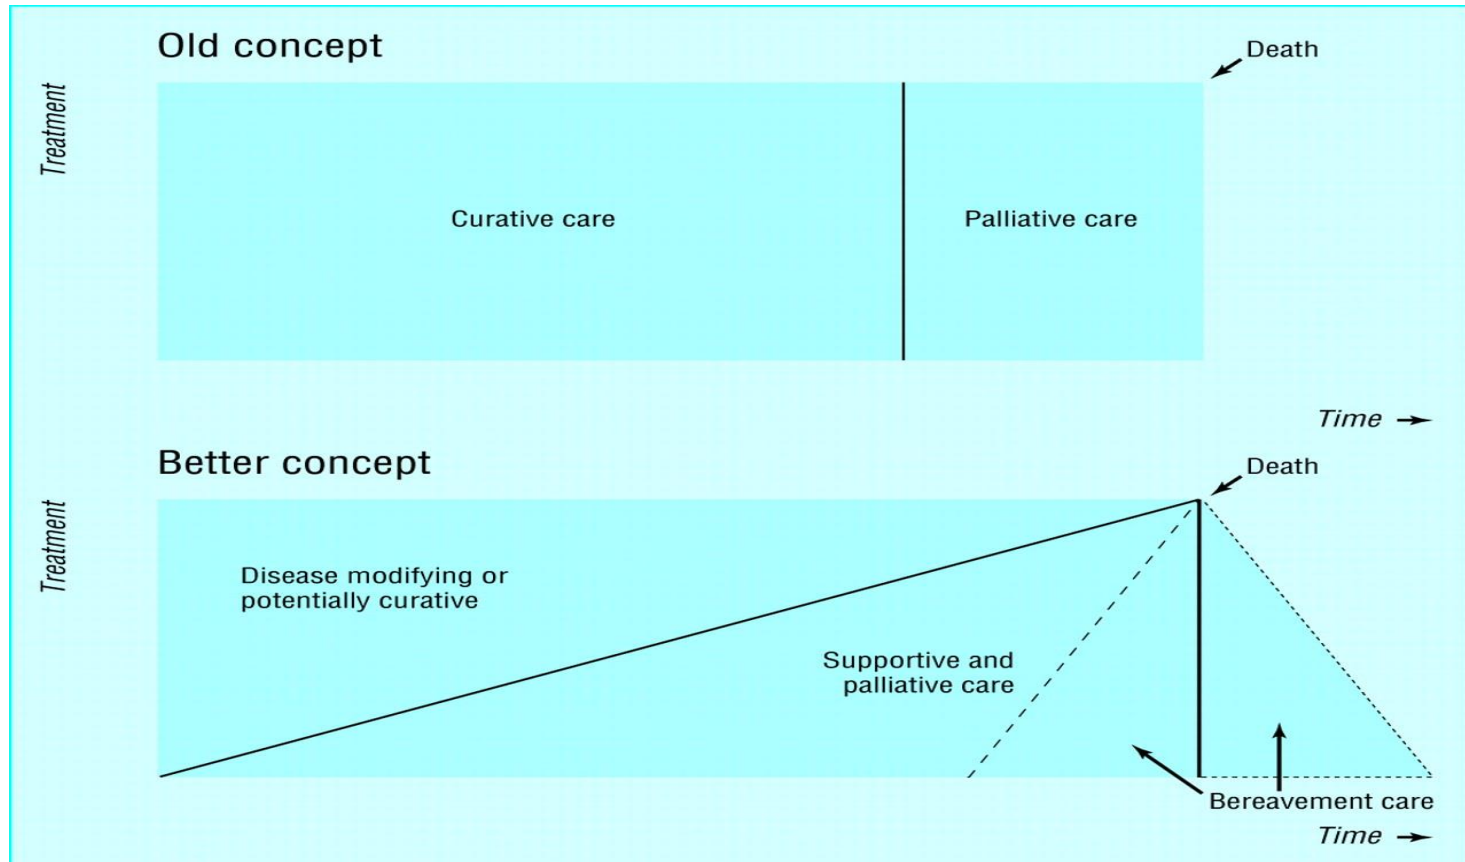 Old concept
Death
Treatment
Curative care
Palliative care
Time
Better concept
Death
Treatment
Disease modifying or
potentially curative
Supportive and
palliative care
Bereavement care
Time